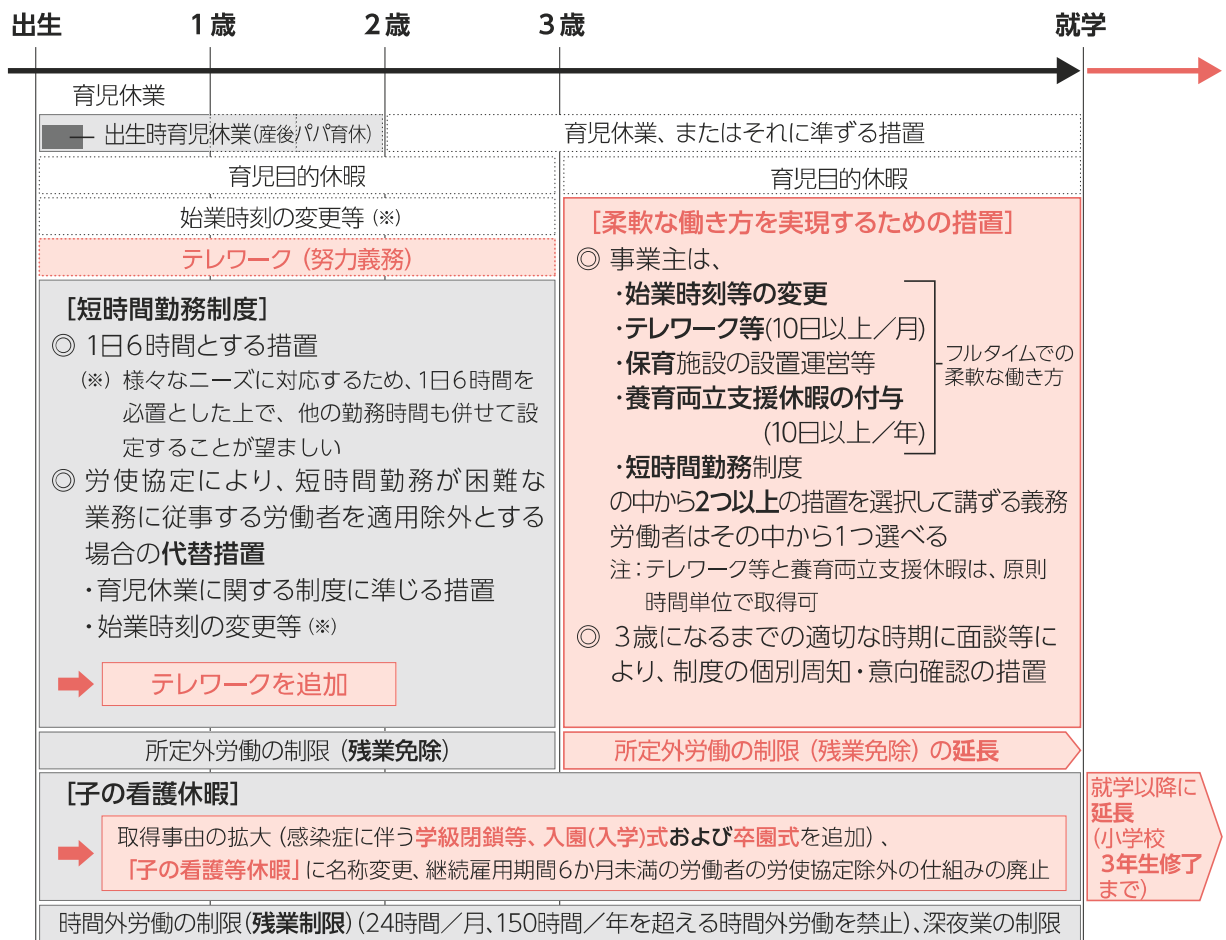 出生 1歳 2歳 3歳 就学
育児休業
出生時育児休業(産後パパ育休)
育児休業、またはそれに準ずる措置
育児目的休暇
育児目的休暇
始業時刻の変更等(※)
テレワーク(努力義務)
[短時間勤務制度]
◎ 1日6時間とする措置
(※) 様々なニーズに対応するため、1日6時間を
必置とした上で、他の勤務時間も併せて設
定することが望ましい
◎ 労使協定により、短時間勤務が困難な
業務に従事する労働者を適用除外とする
場合の代替措置
・育児休業に関する制度に準じる措置
・始業時刻の変更等(※)
テレワークを追加
[柔軟な働き方を実現するための措置]
◎ 事業主は、
・始業時刻等の変更
・テレワーク等(10日以上/月)
・保育施設の設置運営等
・養育両立支援休暇の付与
(10日以上/年)
フルタイムでの
柔軟な働き方
・短時間勤務制度
の中から2つ以上の措置を選択して講ずる義務
労働者はその中から1つ選べる
注:テレワーク等と養育両立支援休暇は、原則
時間単位で取得可
◎ 3歳になるまでの適切な時期に面談等に
より、制度の個別周知・意向確認の措置
所定外労働の制限(残業免除)
所定外労働の制限(残業免除)の延長
[子の看護休暇]
取得事由の拡大(感染症に伴う学級閉鎖等、入園(入学)式および卒園式を追加)、
「子の看護等休暇」に名称変更、継続雇用期間6か月未満の労働者の労使協定除外の仕組みの廃止
就学以降に
延長
(小学校
3年生修了
まで)
時間外労働の制限(残業制限)(24時間/月、150時間/年を超える時間外労働を禁止)、深夜業の制限